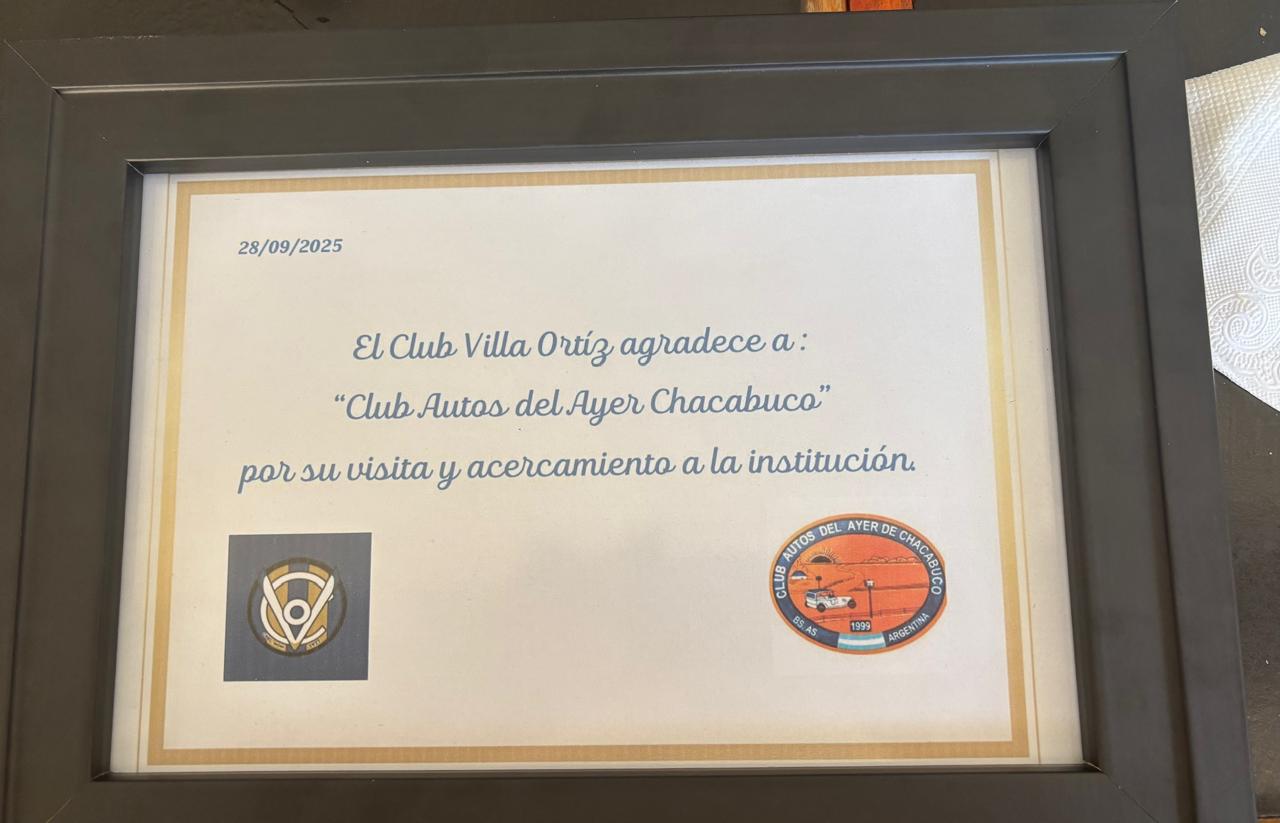 28/09/2025
El Club Villa Ortíz agradece a :
“Club Autos del Ayer Chacabuco”
por su visita y acercamiento a la institución.
CLUB AUTOS DEL AYER DE CHACABUCO
1999
BS. AS ARGENTINA